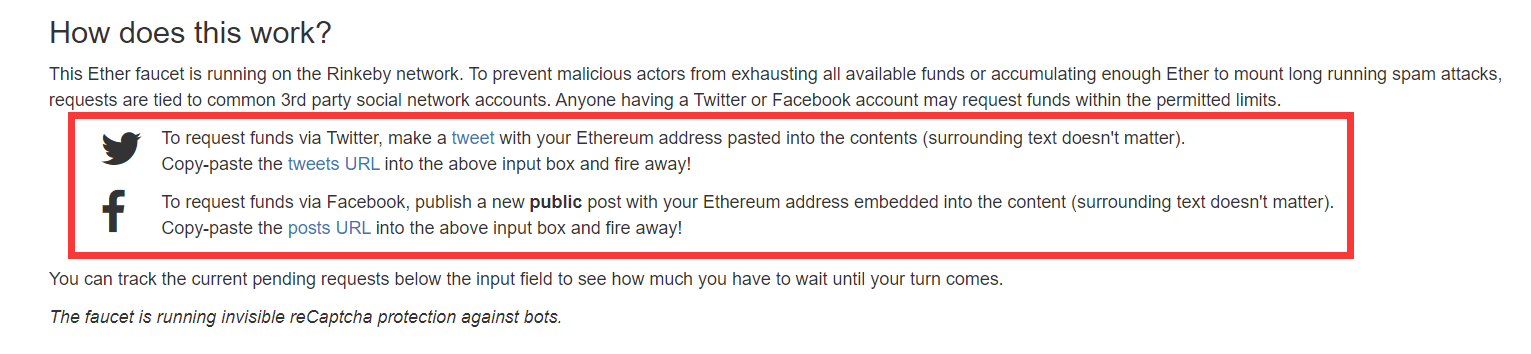 How does this work?
This Ether faucet is running on the Rinkeby network. To prevent malicious actors from exhausting all available funds or accumulating enough Ether to mount long running spam attacks,
requests are tied to common 3rd party social network accounts. Anyone having a Twitter or Facebook account may request funds within the permitted limits.
To request funds via Twitter, make a tweet with your Ethereum address pasted into the contents (surrounding text doesn't matter).
Copy-paste the tweets URL into the above input box and fire away!
To request funds via Facebook, publish a new public post with your Ethereum address embedded into the content (surrounding text doesn't matter).
Copy-paste the posts URL into the above input box and fire away!
You can track the current pending requests below the input field to see how much you have to wait until your turn comes.
The faucet is running invisible reCaptcha protection against bots.